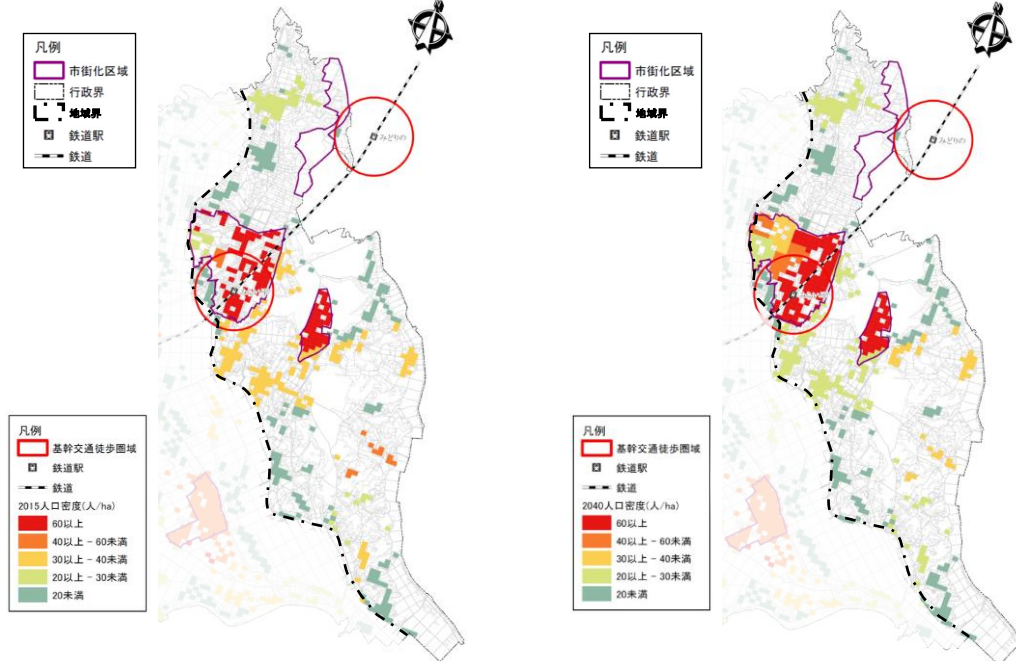 凡例
市街化区域
行政界
地域界
鉄道駅
鉄道
みどりの
凡例
基幹交通徒歩圏域
鉄道駅
鉄道
2015人口密度(人/ha)
60以上
40以上 - 60未満
30以上 - 40未満
20以上 - 30未満
20未満
凡例
市街化区域
行政界
地域界
鉄道駅
鉄道
みどりの
凡例
基幹交通徒歩圏域
鉄道駅
鉄道
2040人口密度(人/ha)
60以上
40以上 - 60未満
30以上 - 40未満
20以上 - 30未満
20未満